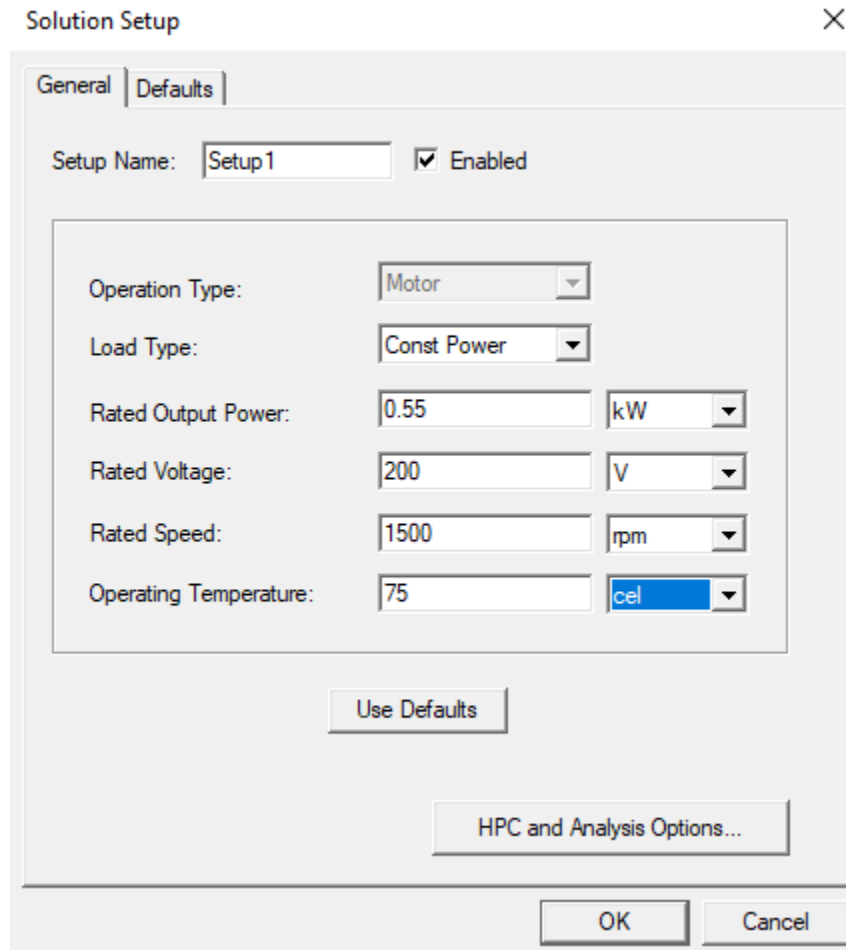 Solution Setup
General Defaults
Setup Name: Setup1 Enabled
Operation Type: Motor
Load Type: Const Power
Rated Output Power: 0.55 kW
Rated Voltage: 200 V
Rated Speed: 1500 rpm
Operating Temperature: 75 cel
Use Defaults
HPC and Analysis Options...
OK Cancel